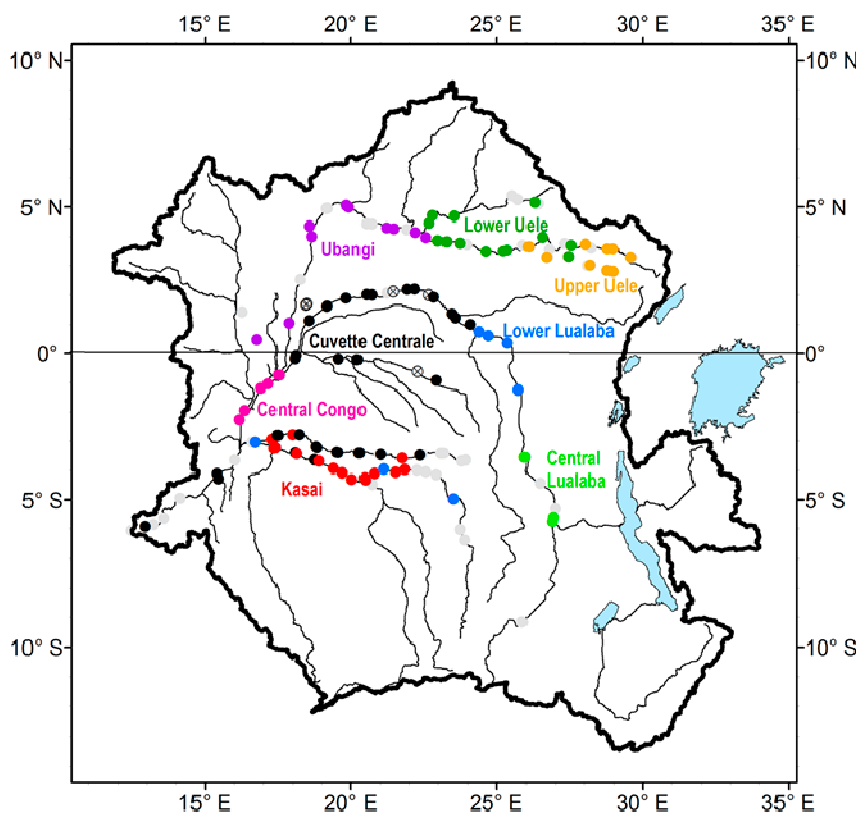 15° E 20° E 25° E 30° E 35° E
10° N 10° N
5° N 5° N
Lower Uele
Ubangi
Upper Uele
Lower Lualaba
Cuvette Centrale
0° 0°
Central Congo
Central
Lualaba
Kasai
5° S 5° S
10° S 10° S
15° E 20° E 25° E 30° E 35° E